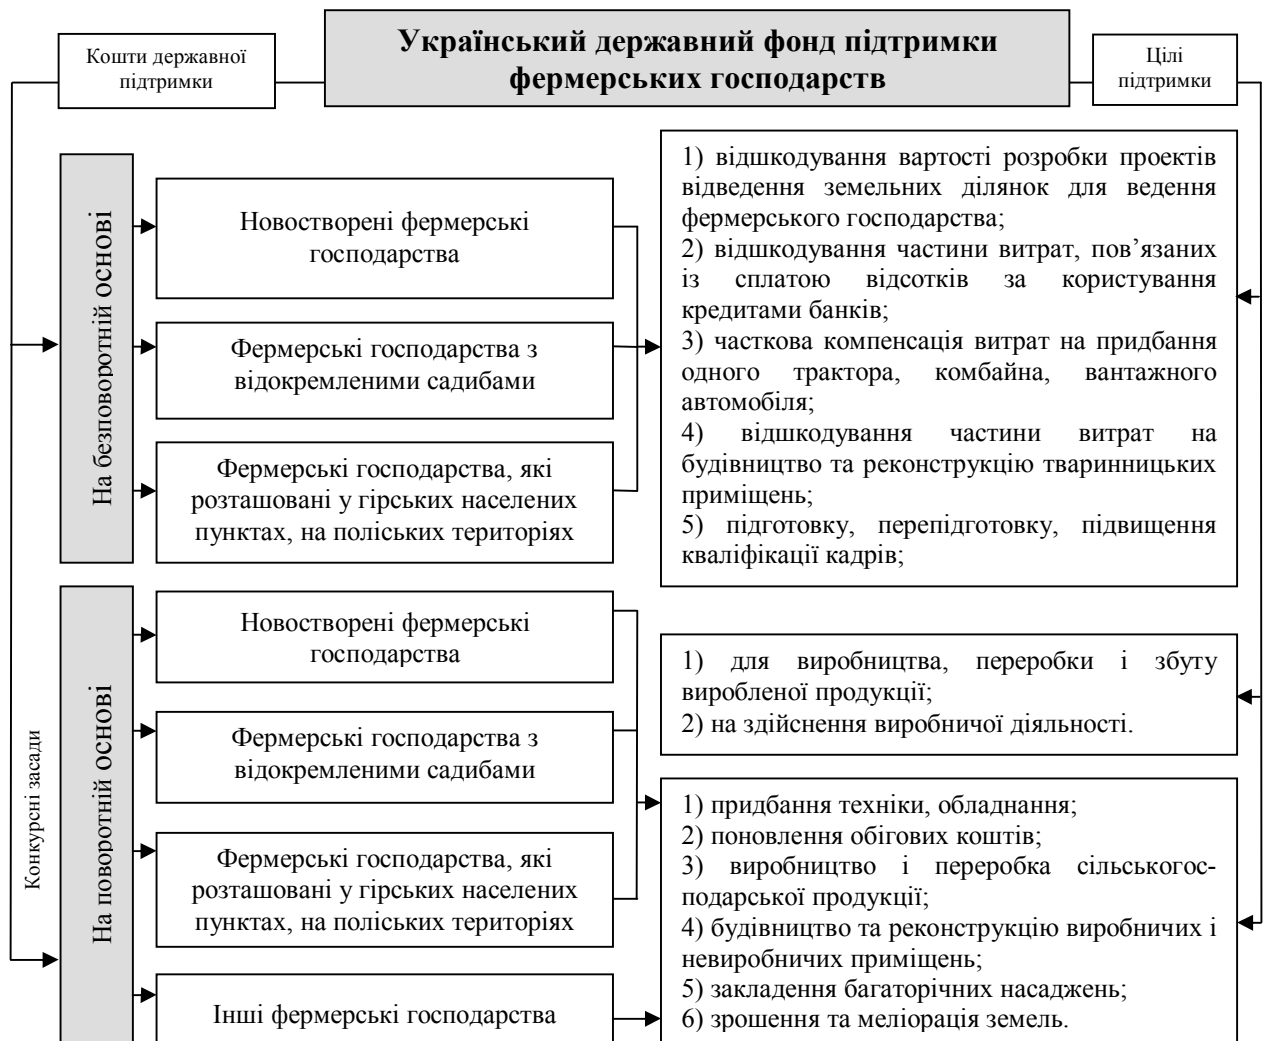 Український державний фонд підтримки
фермерських господарств
Кошти державної
підтримки
Цілі
підтримки
На безповоротній основі
Новостворені фермерські
господарства
Фермерські господарства з
відокремленими садибами
Фермерські господарства, які
розташовані у гірських населених
пунктах, на поліських територіях
1) відшкодування вартості розробки проектів
відведення земельних ділянок для ведення
фермерського господарства;
2) відшкодування частини витрат, пов’язаних
із сплатою відсотків за користування
кредитами банків;
3) часткова компенсація витрат на придбання
одного трактора, комбайна, вантажного
автомобіля;
4) відшкодування частини витрат на
будівництво та реконструкцію тваринницьких
приміщень;
5) підготовку, перепідготовку, підвищення
кваліфікації кадрів;
Конкурсні засади
На поворотній основі
Новостворені фермерські
господарства
Фермерські господарства з
відокремленими садибами
Фермерські господарства, які
розташовані у гірських населених
пунктах, на поліських територіях
Інші фермерські господарства
1) для виробництва, переробки і збуту
виробленої продукції;
2) на здійснення виробничої діяльності.
1) придбання техніки, обладнання;
2) поновлення обігових коштів;
3) виробництво і переробка сільськогос-
подарської продукції;
4) будівництво та реконструкцію виробничих і
невиробничих приміщень;
5) закладення багаторічних насаджень;
6) зрошення та меліорація земель.